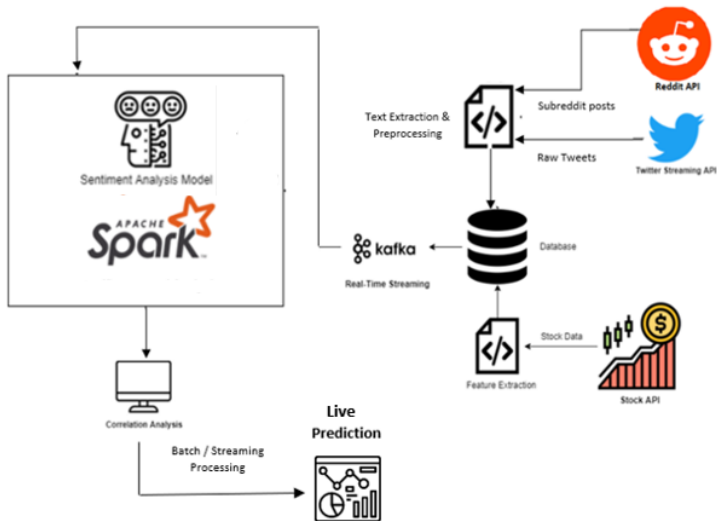 Reddit API
Subreddit posts
Text Extraction &
Preprocessing
</>
Raw Tweets
Twitter Streaming API
Sentiment Analysis Model
APACHE
Spark™
kafka
Database
Real-Time Streaming
$
Stock Data
</>
Feature Extraction
Stock API
Correlation Analysis
Live
Prediction
Batch / Streaming
Processing